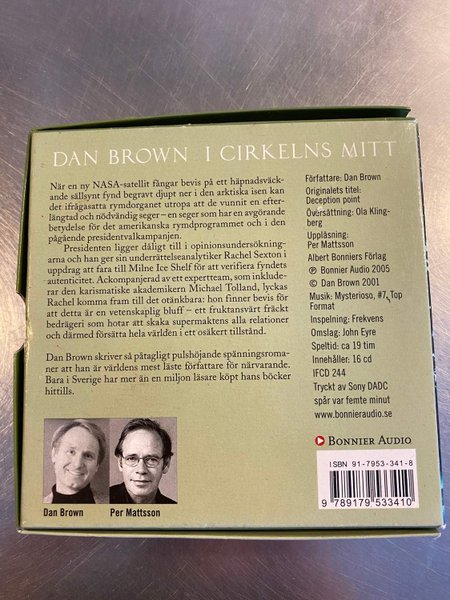 DAN BROWN I CIRKELNS MITT
När en ny NASA-satellit fångar bevis på ett häpnadsväck-
ande sällsynt fynd begravt djupt ner i den arktiska isen kan
det ifrågasatta rymdorganet utropa att de vunnit en efter-
längtad och nödvändig seger – en seger som har en avgörande
betydelse för det amerikanska rymdprogrammet och i den
pågående presidentvalkampanjen.
Presidenten ligger dåligt till i opinionsundersökning-
arna och han ger sin underrättelseanalytiker Rachel Sexton i
uppdrag att fara till Milne Ice Shelf för att verifiera fyndets
autenticitet. Ackompanjerad av ett expertteam, som inklude-
rar den karismatiske akademikern Michael Tolland, lyckas
Rachel komma fram till det otänkbara: hon finner bevis för
att detta är en vetenskaplig bluff – ett fruktansvärt fräckt
bedrägeri som hotar att skaka supermaktens alla relationer
och därmed försätta hela världen i ett osäkert tillstånd.
Dan Brown skriver så påtagligt pulshöjande spänningsroma-
ner att han är världens mest läste författare för närvarande.
Bara i Sverige har mer än en miljon läsare köpt hans böcker
hittills.
Dan Brown
Per Mattsson
Författare: Dan Brown
Originalets titel:
Deception point
Översättning: Ola Kling-
berg
Uppläsning:
Per Mattsson
Albert Bonniers Förlag
℗ Bonnier Audio 2005
© Dan Brown 2001
Musik: Mysterioso, #7, Top
Format
Inspelning: Frekvens
Omslag: John Eyre
Speltid: ca 19 tim
Innehåller: 16 cd
IFCD 244
Tryckt av Sony DADC
spår var femte minut
www.bonnieraudio.se
BONNIER AUDIO
ISBN 91-7953-341-8
9 789179 533410